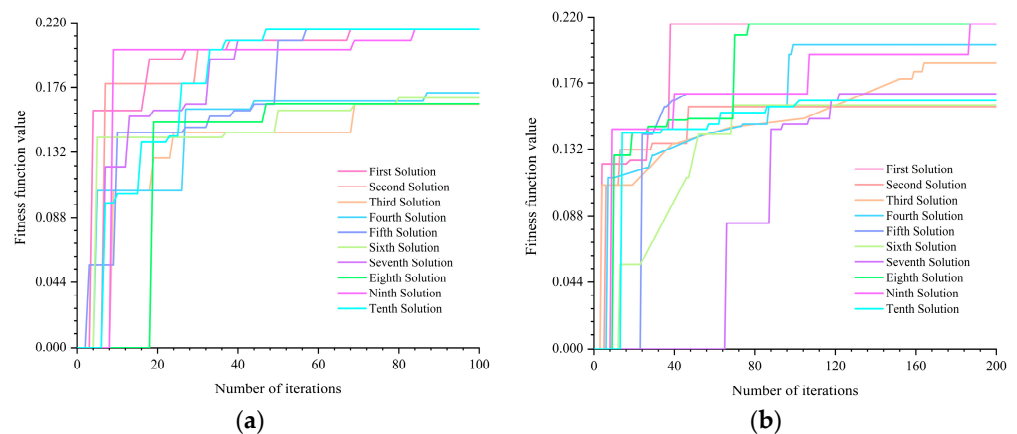 0.220
0.176
0.132
0.088
0.044
0.000
Fitness function value
0 20 40 60 80 100
Number of iterations
First Solution
Second Solution
Third Solution
Fourth Solution
Fifth Solution
Sixth Solution
Seventh Solution
Eighth Solution
Ninth Solution
Tenth Solution
(a)
0.220
0.176
0.132
0.088
0.044
0.000
Fitness function value
0 40 80 120 160 200
Number of iterations
First Solution
Second Solution
Third Solution
Fourth Solution
Fifth Solution
Sixth Solution
Seventh Solution
Eighth Solution
Ninth Solution
Tenth Solution
(b)